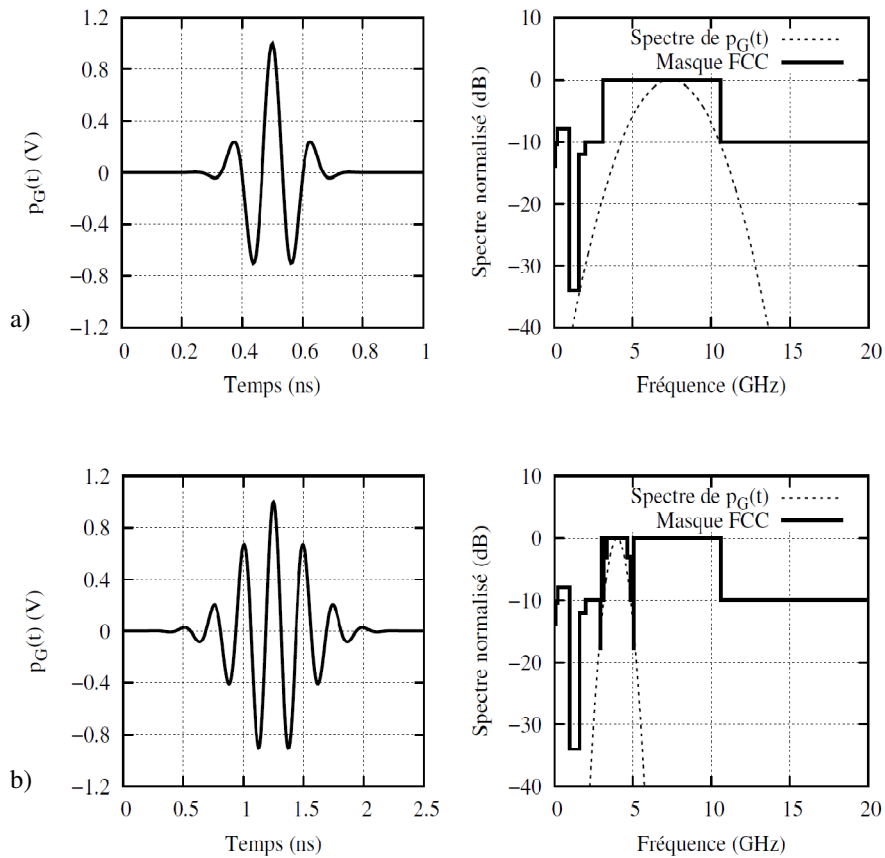 a)
p_G(t) (V)
1.2
0.8
0.4
0
−0.4
−0.8
−1.2
0 0.2 0.4 0.6 0.8 1
Temps (ns)
Spectre normalisé (dB)
10
0
−10
−20
−30
−40
Spectre de p_G(t)
Masque FCC
0 5 10 15 20
Fréquence (GHz)
b)
p_G(t) (V)
1.2
0.8
0.4
0
−0.4
−0.8
−1.2
0 0.5 1 1.5 2 2.5
Temps (ns)
Spectre normalisé (dB)
10
0
−10
−20
−30
−40
Spectre de p_G(t)
Masque FCC
0 5 10 15 20
Fréquence (GHz)